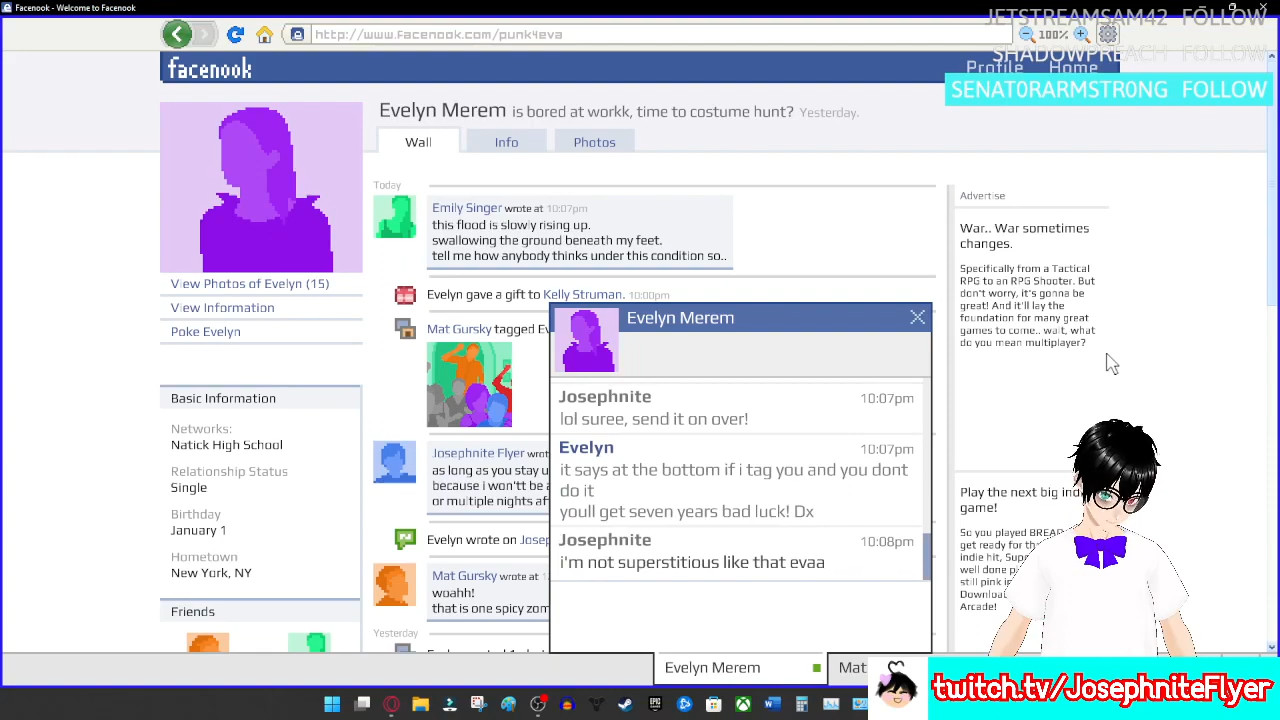 Facenook - Welcome to Facenook
JETSTREAMSAM42 FOLLOW
http://www.facenook.com/punk4eva
100%
SHADOWPREACH FOLLOW
facenook
Profile Home
SENAT0RARMSTR0NG FOLLOW
Evelyn Merem is bored at workk, time to costume hunt? Yesterday.
Wall Info Photos
View Photos of Evelyn (15)
View Information
Poke Evelyn
Basic Information
Networks:
Natick High School
Relationship Status
Single
Birthday
January 1
Hometown
New York, NY
Friends
Today
Emily Singer wrote at 10:07pm
this flood is slowly rising up.
swallowing the ground beneath my feet.
tell me how anybody thinks under this condition so..
Evelyn gave a gift to Kelly Struman. 10:00pm
Mat Gursky tagged Ev
Josephnite Flyer wrot
as long as you stay u
because i won'tt be a
or multiple nights aft
Evelyn wrote on Josep
Mat Gursky wrote at 1
woahh!
that is one spicy zom
Yesterday
Evelyn Merem
Josephnite 10:07pm
lol suree, send it on over!
Evelyn 10:07pm
it says at the bottom if i tag you and you dont
do it
youll get seven years bad luck! Dx
Josephnite 10:08pm
i'm not superstitious like that evaa
Evelyn Merem
Mat
Advertise
War.. War sometimes
changes.
Specifically from a Tactical
RPG to an RPG Shooter. But
don't worry, it's gonna be
great! And it'll lay the
foundation for many great
games to come.. wait, what
do you mean multiplayer?
Play the next big ind
game!
So you played BREAD
get ready for th
indie hit, Sup
well done p
still pink i
Downloa
Arcade!
twitch.tv/JosephniteFlyer